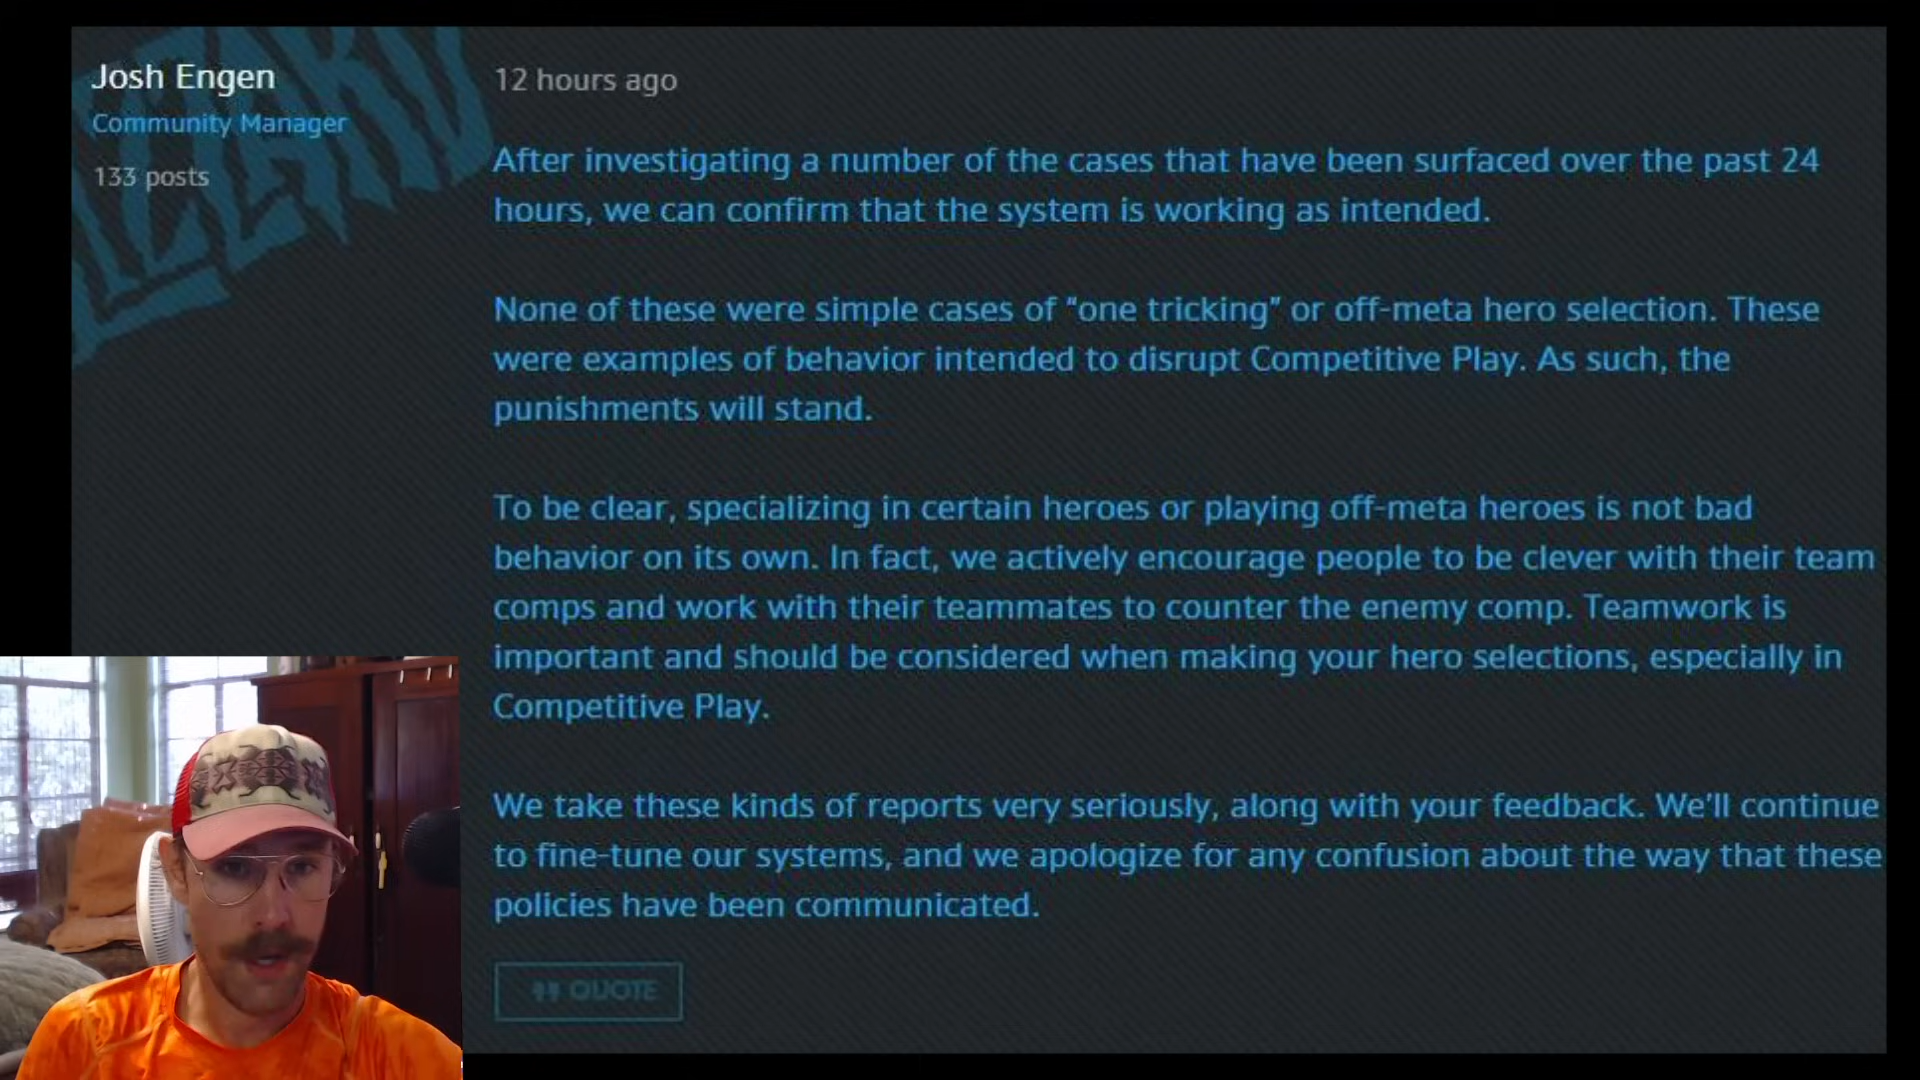 Josh Engen
Community Manager
133 posts
12 hours ago
After investigating a number of the cases that have been surfaced over the past 24
hours, we can confirm that the system is working as intended.
None of these were simple cases of “one tricking” or off-meta hero selection. These
were examples of behavior intended to disrupt Competitive Play. As such, the
punishments will stand.
To be clear, specializing in certain heroes or playing off-meta heroes is not bad
behavior on its own. In fact, we actively encourage people to be clever with their team
comps and work with their teammates to counter the enemy comp. Teamwork is
important and should be considered when making your hero selections, especially in
Competitive Play.
We take these kinds of reports very seriously, along with your feedback. We'll continue
to fine-tune our systems, and we apologize for any confusion about the way that these
policies have been communicated.
QUOTE